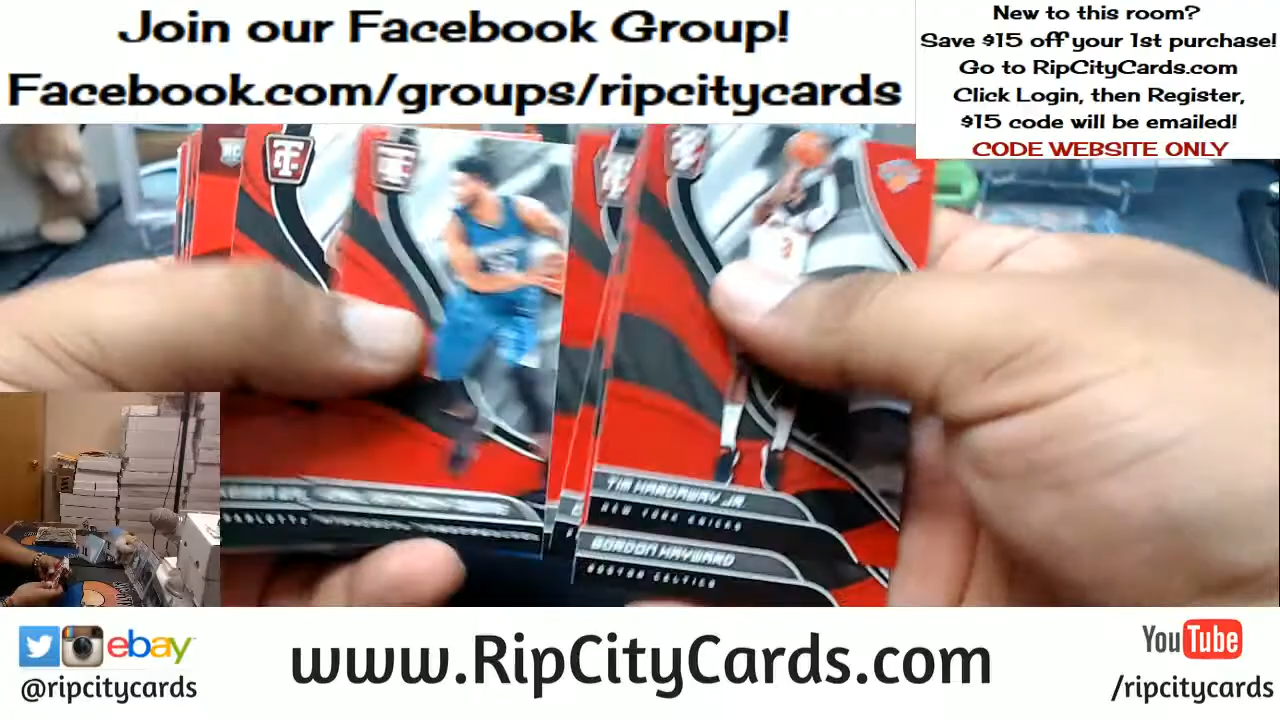 Join our Facebook Group!
Facebook.com/groups/ripcitycards
New to this room?
Save $15 off your 1st purchase!
Go to RipCityCards.com
Click Login, then Register,
$15 code will be emailed!
CODE WEBSITE ONLY
RC
TIM HARDAWAY JR.
NEW YORK KNICKS
GORDON HAYWARD
BOSTON CELTICS
ebay
@ripcitycards
www.RipCityCards.com
YouTube
/ripcitycards